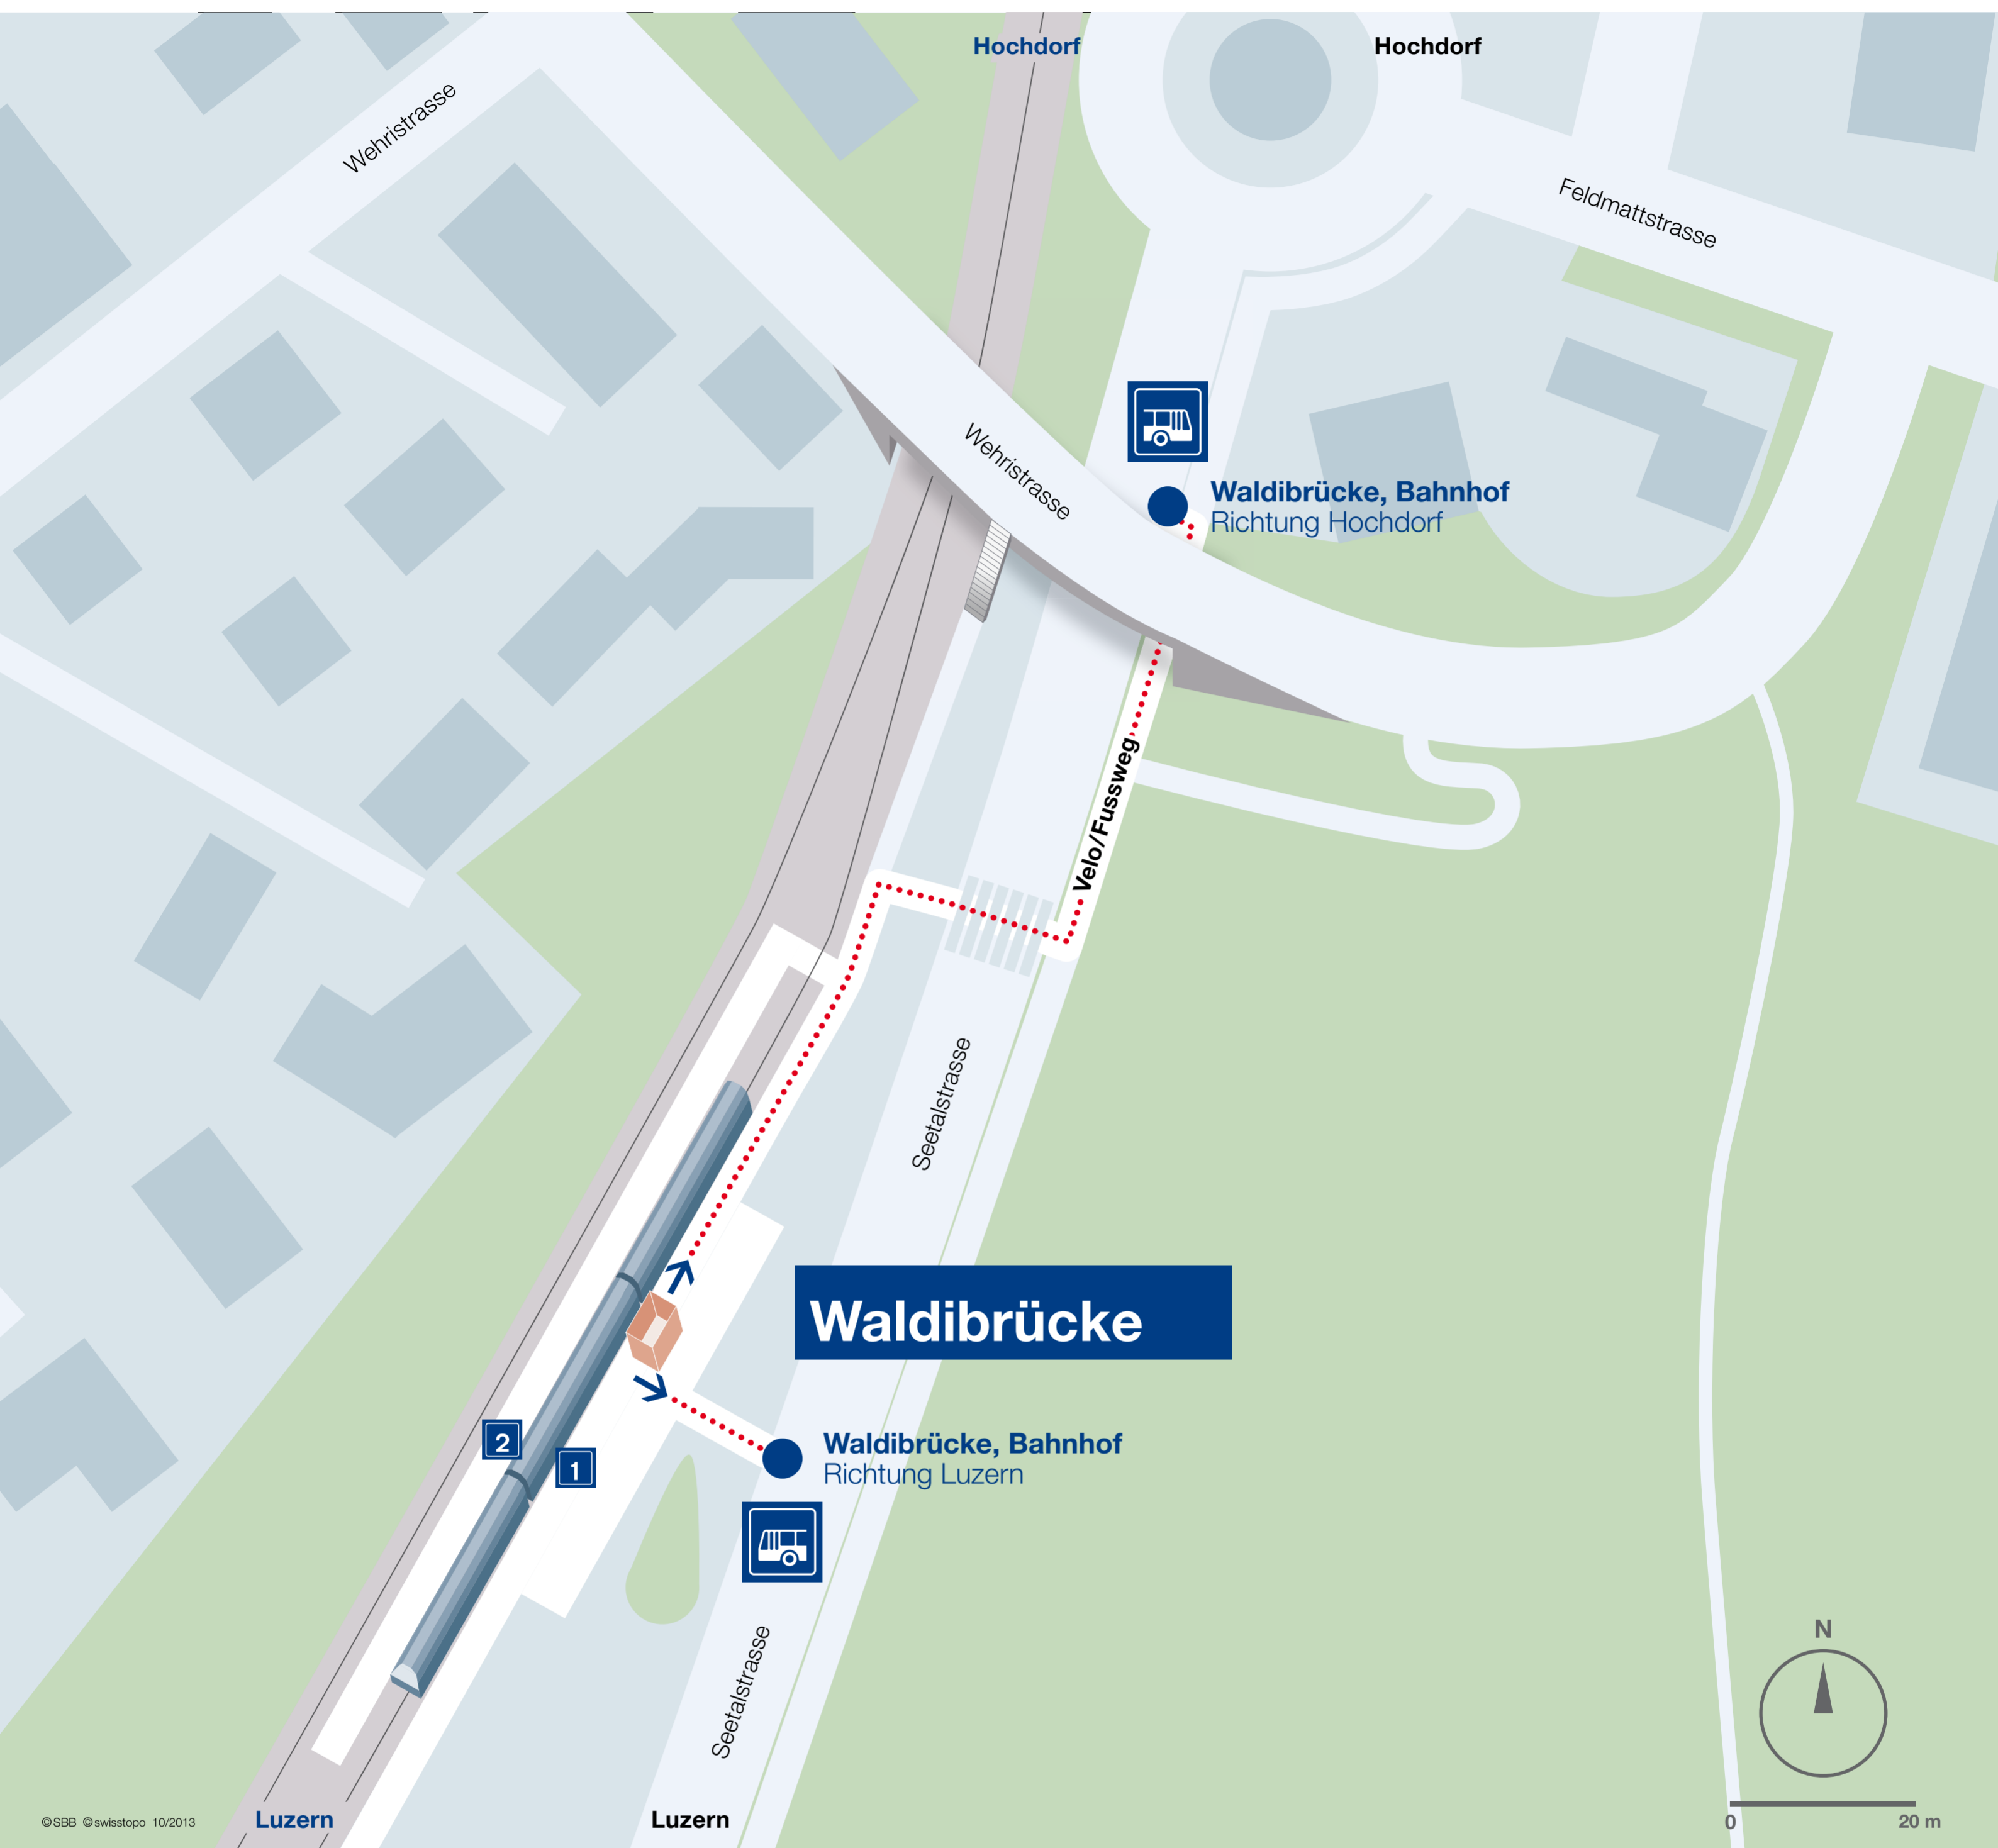 Hochdorf
Hochdorf
Wehristrasse
Feldmattstrasse
Wehristrasse
Waldibrücke, Bahnhof
Richtung Hochdorf
Velo/Fussweg
Seetalstrasse
Waldibrücke
2
1
Waldibrücke, Bahnhof
Richtung Luzern
Seetalstrasse
N
0
20 m
©SBB ©swisstopo 10/2013
Luzern
Luzern